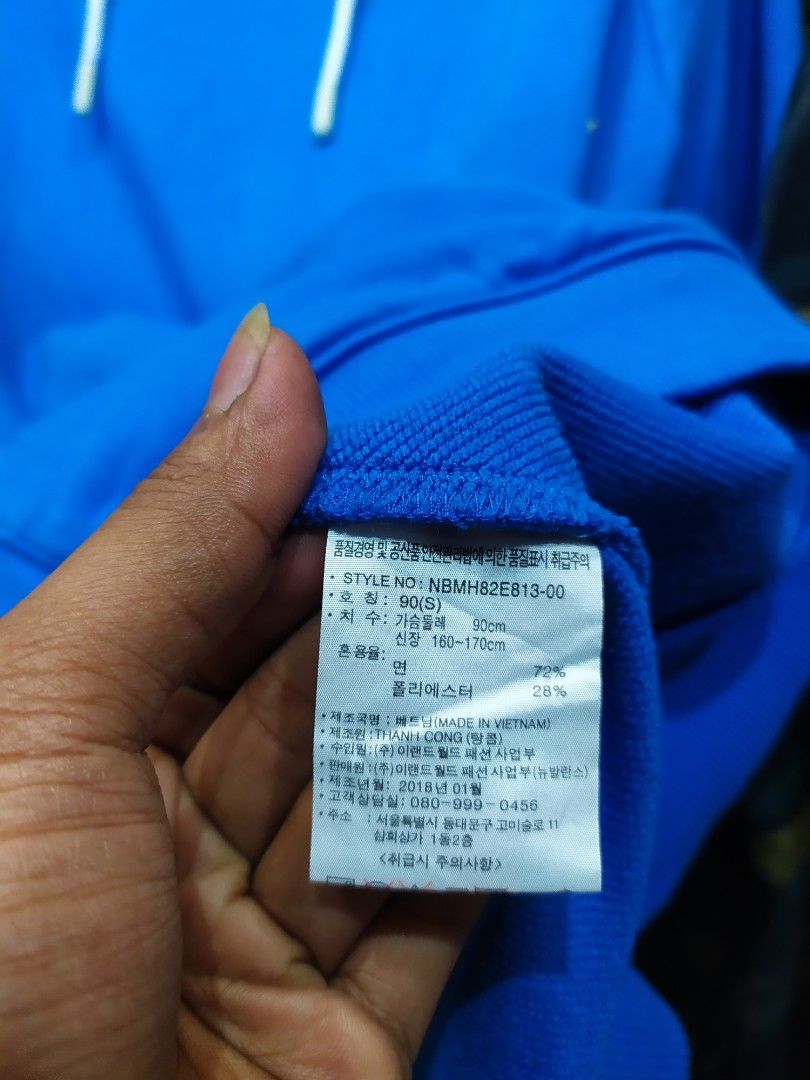 품질경영 및 공산품 안전관리법에 의한 품질표시 취급주의
• STYLE NO : NBMH82E813-00
• 호 칭 : 90(S)
• 치 수 : 가슴둘레 90cm
신장 160~170cm
혼용율:
면 72%
폴리에스터 28%
• 제조국명 : 베트남(MADE IN VIETNAM)
• 제조원 : THANH CONG (탕 콩)
• 수입원 : (주) 이랜드월드 패션 사업부
• 판매원 : (주)이랜드월드 패션 사업부(뉴발란스)
• 제조년월 : 2018년 01월
• 고객상담실 : 080-999-0456
• 주소 : 서울특별시 동대문구 고미술로 11
삼희상가 1동2층
<취급시 주의사항>